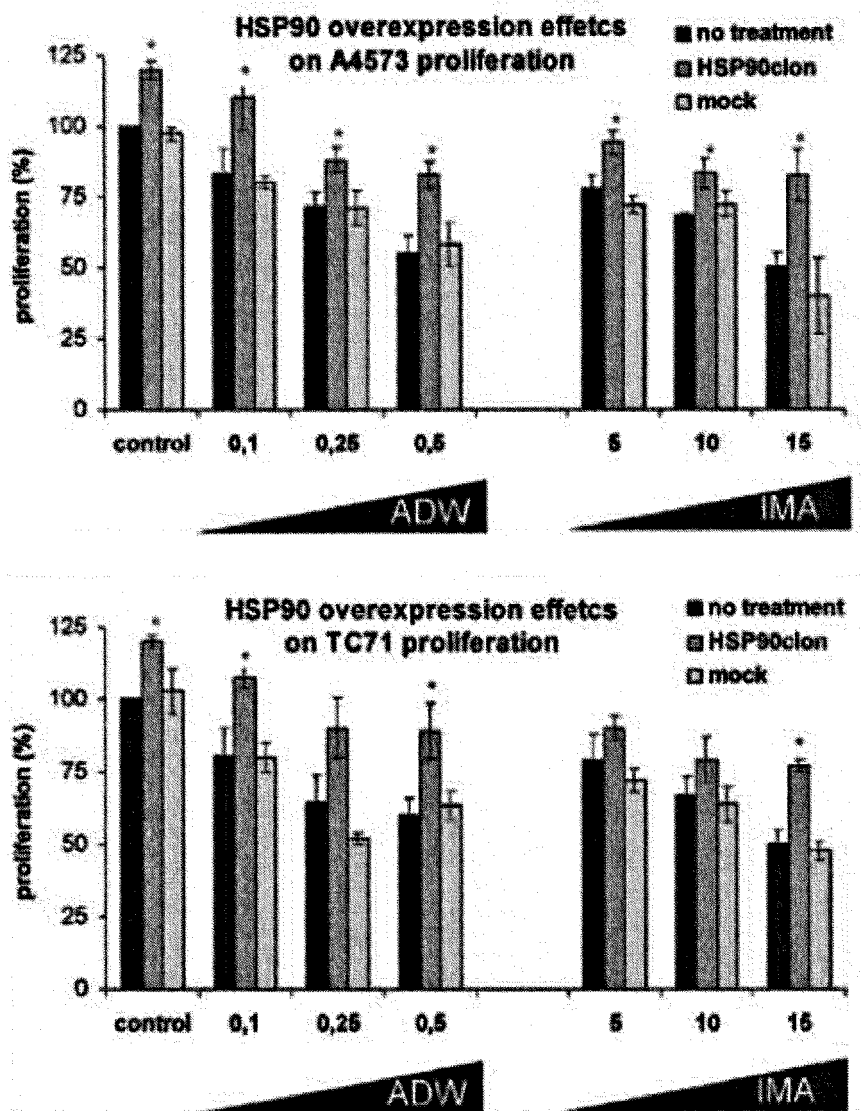 HSP90 overexpression effetcs
on A4573 proliferation
no treatment
HSP90clon
mock
proliferation (%)
125
100
75
50
25
0
* * * * * * *
control 0,1 0,25 0,5 5 10 15
ADW IMA
HSP90 overexpression effetcs
on TC71 proliferation
no treatment
HSP90clon
mock
proliferation (%)
125
100
75
50
25
0
* * * *
control 0,1 0,25 0,5 5 10 15
ADW IMA